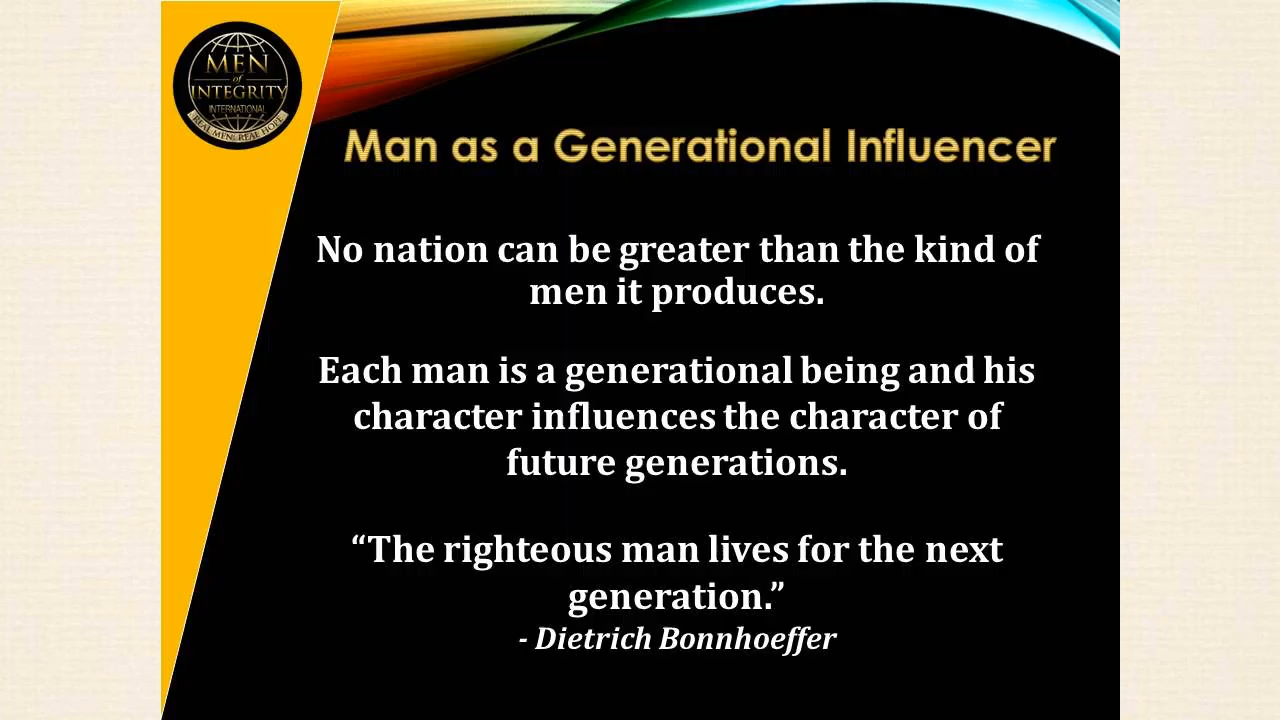 MEN
of
INTEGRITY
INTERNATIONAL
REAL MEN. REAL HOPE
Man as a Generational Influencer
No nation can be greater than the kind of
men it produces.
Each man is a generational being and his
character influences the character of
future generations.
“The righteous man lives for the next
generation.”
- Dietrich Bonnhoeffer